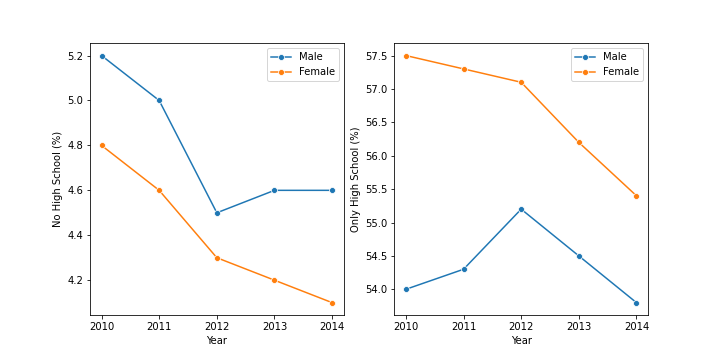 No High School (%)
5.2
5.0
4.8
4.6
4.4
4.2
2010 2011 2012 2013 2014
Year
Male
Female
Only High School (%)
57.5
57.0
56.5
56.0
55.5
55.0
54.5
54.0
2010 2011 2012 2013 2014
Year
Male
Female